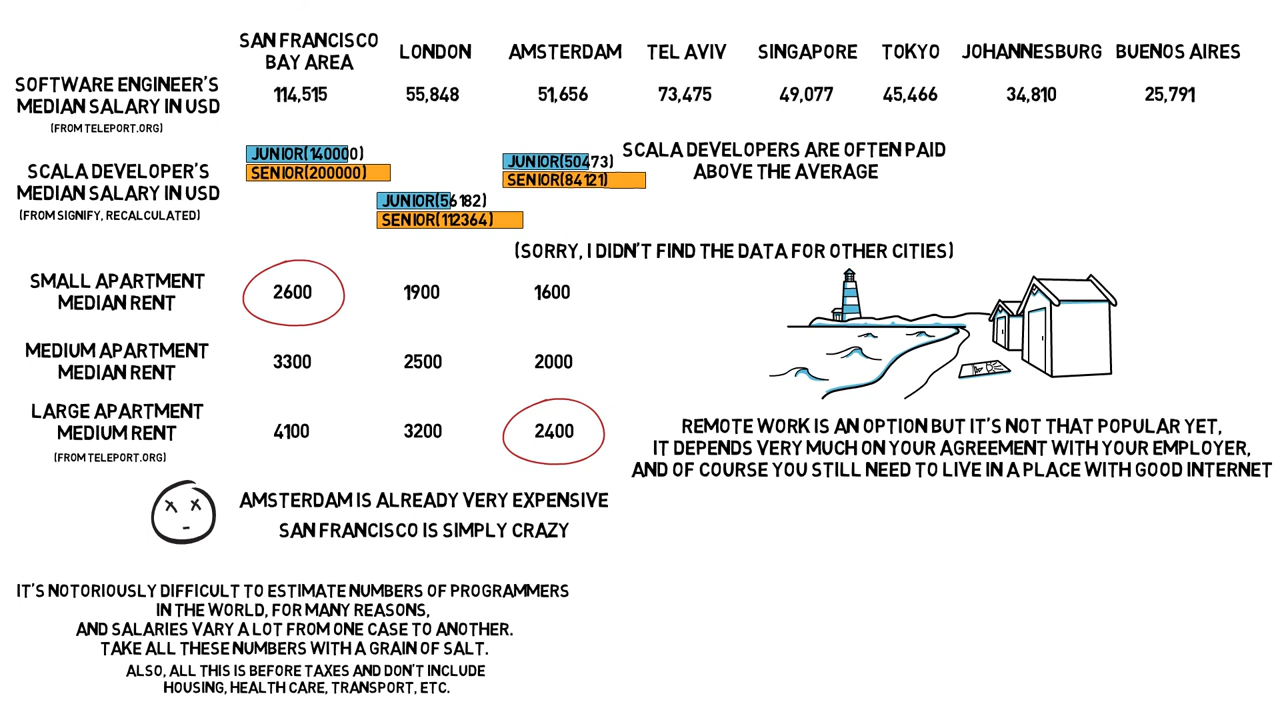 SAN FRANCISCO
BAY AREA
LONDON
AMSTERDAM
TEL AVIV
SINGAPORE
TOKYO
JOHANNESBURG
BUENOS AIRES
SOFTWARE ENGINEER'S
MEDIAN SALARY IN USD
(FROM TELEPORT.ORG)
114,515
55,848
51,656
73,475
49,077
45,466
34,810
25,791
SCALA DEVELOPER'S
MEDIAN SALARY IN USD
(FROM SIGNIFY, RECALCULATED)
JUNIOR(140000)
SENIOR(200000)
JUNIOR(56182)
SENIOR(112364)
JUNIOR(50473)
SENIOR(84121)
SCALA DEVELOPERS ARE OFTEN PAID
ABOVE THE AVERAGE
(SORRY, I DIDN'T FIND THE DATA FOR OTHER CITIES)
SMALL APARTMENT
MEDIAN RENT
2600
1900
1600
MEDIUM APARTMENT
MEDIAN RENT
3300
2500
2000
LARGE APARTMENT
MEDIUM RENT
(FROM TELEPORT.ORG)
4100
3200
2400
REMOTE WORK IS AN OPTION BUT IT'S NOT THAT POPULAR YET,
IT DEPENDS VERY MUCH ON YOUR AGREEMENT WITH YOUR EMPLOYER,
AND OF COURSE YOU STILL NEED TO LIVE IN A PLACE WITH GOOD INTERNET
AMSTERDAM IS ALREADY VERY EXPENSIVE
SAN FRANCISCO IS SIMPLY CRAZY
IT'S NOTORIOUSLY DIFFICULT TO ESTIMATE NUMBERS OF PROGRAMMERS
IN THE WORLD, FOR MANY REASONS,
AND SALARIES VARY A LOT FROM ONE CASE TO ANOTHER.
TAKE ALL THESE NUMBERS WITH A GRAIN OF SALT.
ALSO, ALL THIS IS BEFORE TAXES AND DON'T INCLUDE
HOUSING, HEALTH CARE, TRANSPORT, ETC.